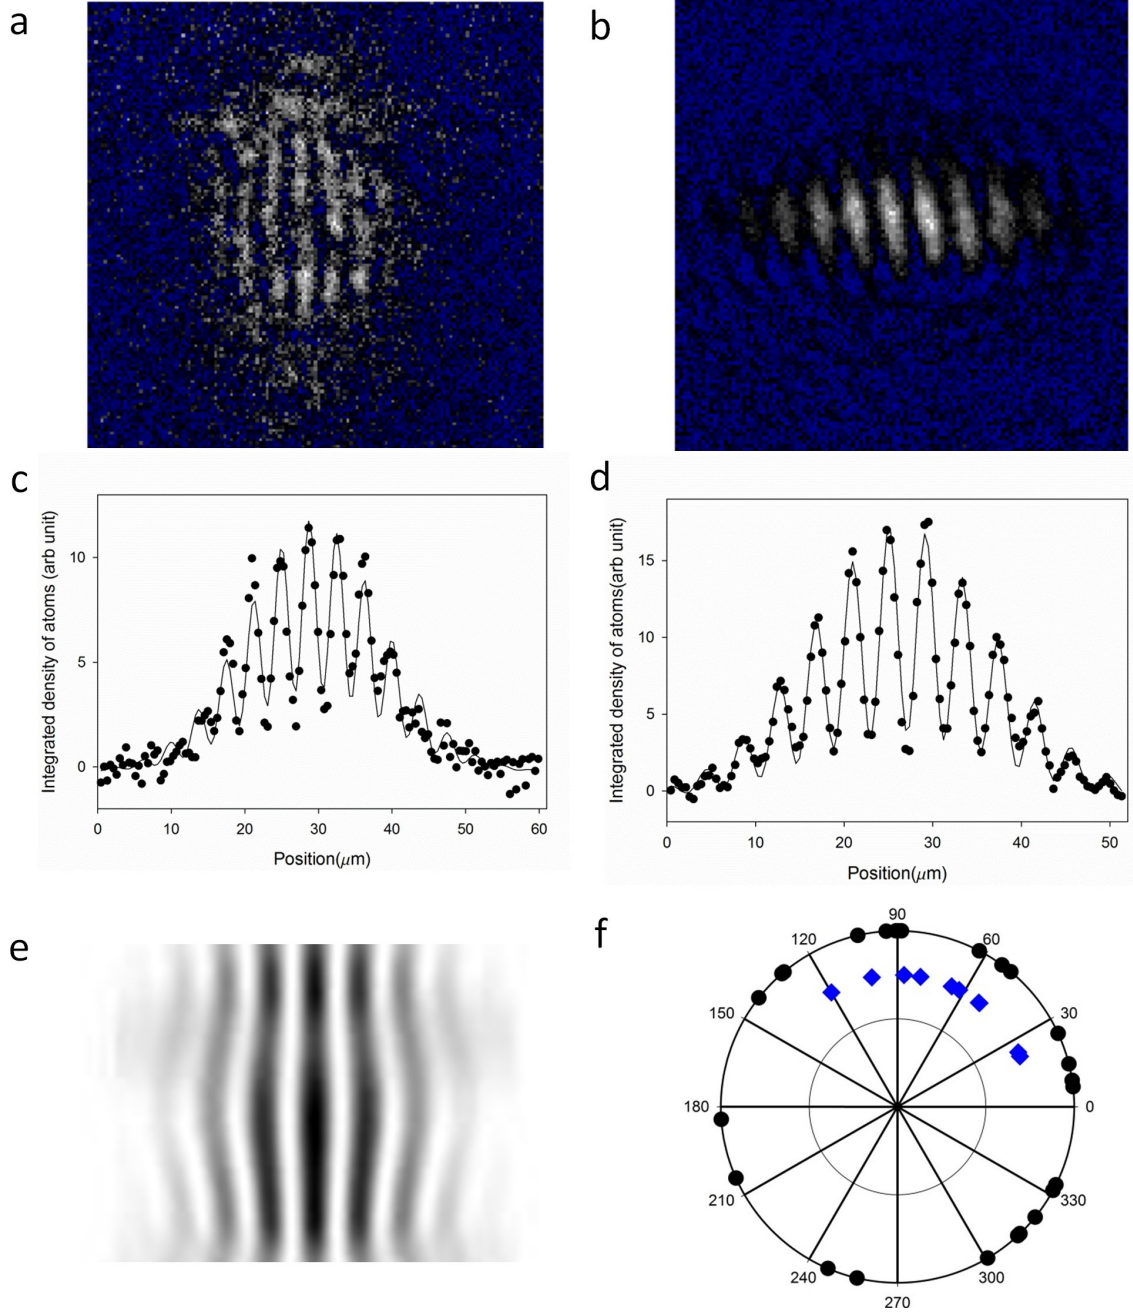 a
b
c
Integrated density of atoms (arb unit)
10
5
0
0 10 20 30 40 50 60
Position(μm)
d
Integrated density of atoms(arb unit)
15
10
5
0
0 10 20 30 40 50
Position(μm)
e
f
90
120 60
150 30
180 0
210 330
240 300
270